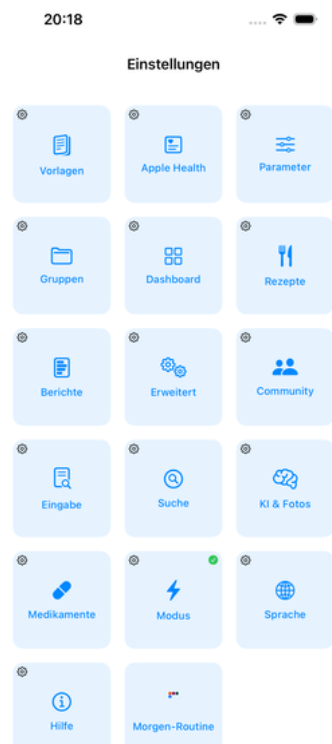 20:18
Einstellungen
Vorlagen
Apple Health
Parameter
Gruppen
Dashboard
Rezepte
Berichte
Erweitert
Community
Eingabe
Suche
KI & Fotos
Medikamente
Modus
Sprache
Hilfe
Morgen-Routine